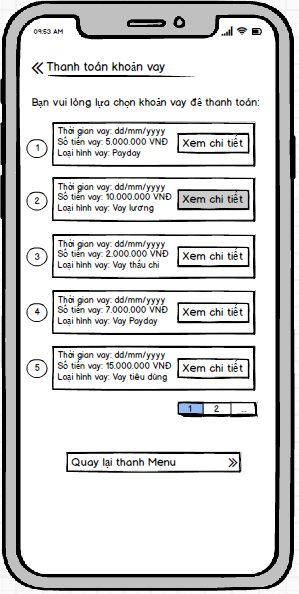 09:53 AM
Thanh toán khoản vay
Bạn vui lòng lựa chọn khoản vay để thanh toán:
1
Thời gian vay: dd/mm/yyyy
Số tiền vay: 5.000.000 VNĐ
Loại hình vay: Payday
Xem chi tiết
2
Thời gian vay: dd/mm/yyyy
Số tiền vay: 10.000.000 VNĐ
Loại hình vay: Vay lương
Xem chi tiết
3
Thời gian vay: dd/mm/yyyy
Số tiền vay: 2.000.000 VNĐ
Loại hình vay: Vay thấu chi
Xem chi tiết
4
Thời gian vay: dd/mm/yyyy
Số tiền vay: 7.000.000 VNĐ
Loại hình vay: Vay Payday
Xem chi tiết
5
Thời gian vay: dd/mm/yyyy
Số tiền vay: 15.000.000 VNĐ
Loại hình vay: Vay tiêu dùng
Xem chi tiết
1 2 ...
Quay lại thanh Menu